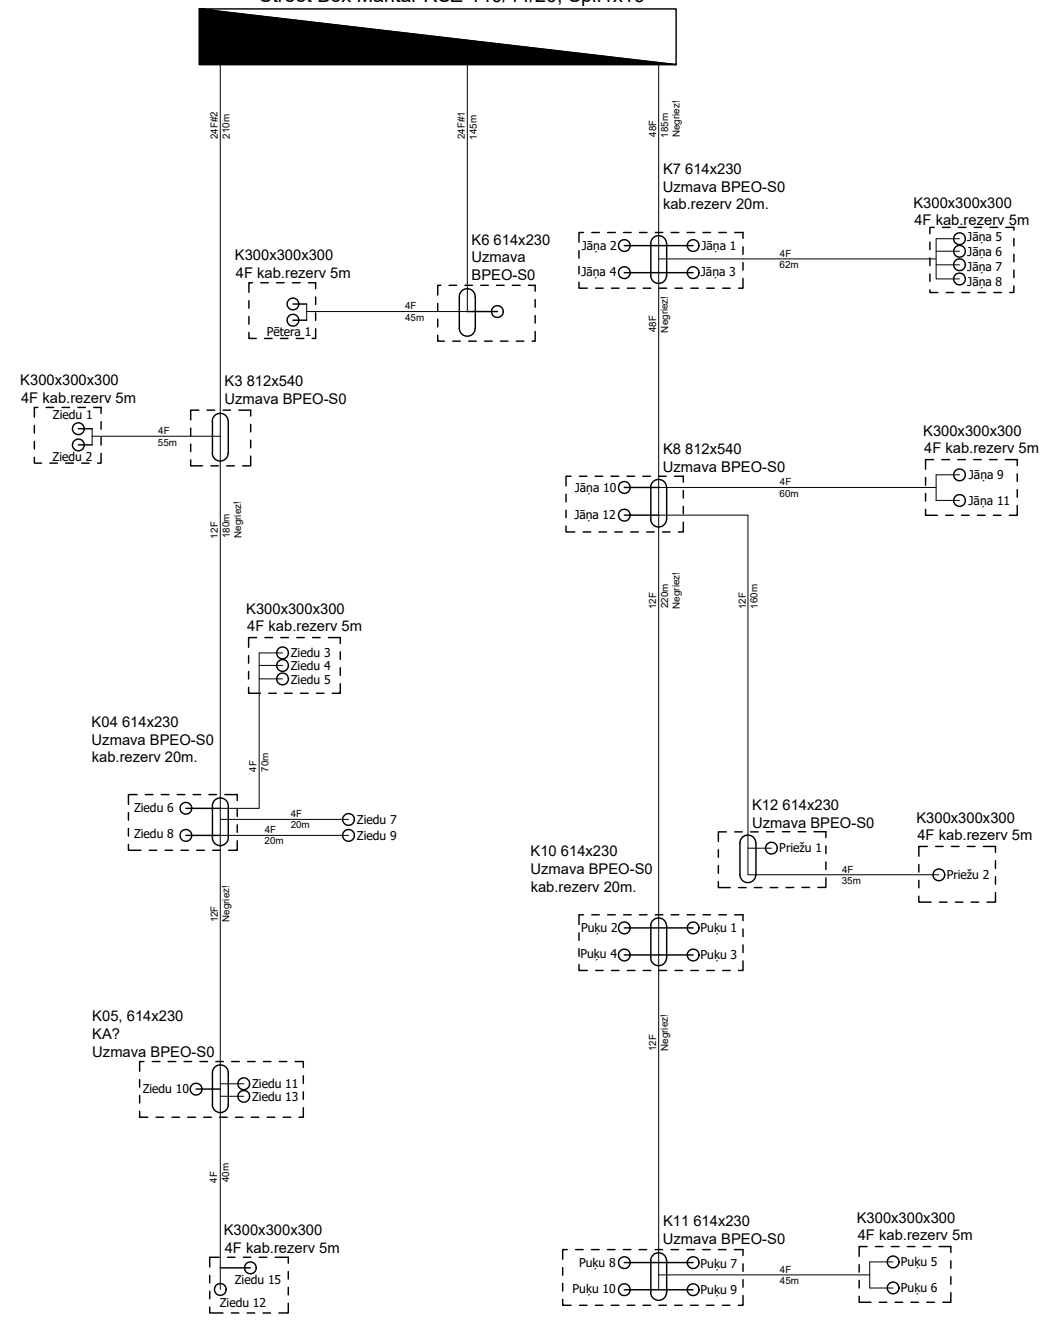 24F#2
210m
24F#1
145m
48F
185m
Negriez!
K7 614x230
Uzmava BPEO-S0
kab.rezerv 20m.
Jāņa 2
Jāņa 1
Jāņa 4
Jāņa 3
4F
62m
K300x300x300
4F kab.rezerv 5m
Jāņa 5
Jāņa 6
Jāņa 7
Jāņa 8
K6 614x230
Uzmava
BPEO-S0
K300x300x300
4F kab.rezerv 5m
Pētera 1
4F
45m
48F
Negriez!
K300x300x300
4F kab.rezerv 5m
Ziedu 1
Ziedu 2
4F
55m
K3 812x540
Uzmava BPEO-S0
K8 812x540
Uzmava BPEO-S0
Jāņa 10
Jāņa 12
4F
60m
K300x300x300
4F kab.rezerv 5m
Jāņa 9
Jāņa 11
12F
180m
Negriez!
12F
220m
Negriez!
12F
160m
K300x300x300
4F kab.rezerv 5m
Ziedu 3
Ziedu 4
Ziedu 5
4F
70m
K04 614x230
Uzmava BPEO-S0
kab.rezerv 20m.
Ziedu 6
Ziedu 8
4F
20m
Ziedu 7
4F
20m
Ziedu 9
K12 614x230
Uzmava BPEO-S0
Priežu 1
4F
35m
K300x300x300
4F kab.rezerv 5m
Priežu 2
K10 614x230
Uzmava BPEO-S0
kab.rezerv 20m.
Puķu 2
Puķu 1
Puķu 4
Puķu 3
12F
Negriez!
K05, 614x230
KA?
Uzmava BPEO-S0
Ziedu 10
Ziedu 11
Ziedu 13
12F
Negriez!
4F
40m
K300x300x300
4F kab.rezerv 5m
Ziedu 15
Ziedu 12
K11 614x230
Uzmava BPEO-S0
Puķu 8
Puķu 7
Puķu 10
Puķu 9
4F
45m
K300x300x300
4F kab.rezerv 5m
Puķu 5
Puķu 6